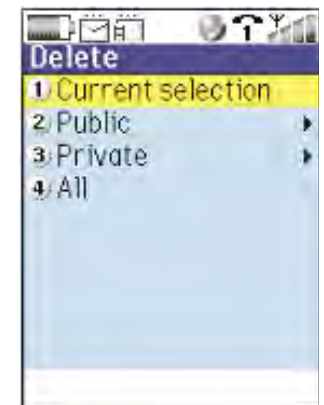 Delete
1 Current selection
2 Public
3 Private
4 All